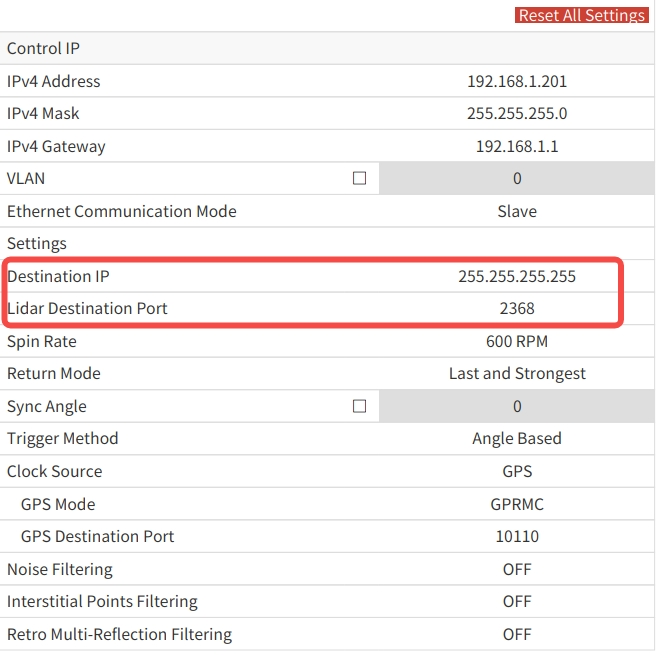 Reset All Settings
Control IP
IPv4 Address 192.168.1.201
IPv4 Mask 255.255.255.0
IPv4 Gateway 192.168.1.1
VLAN ☐ 0
Ethernet Communication Mode Slave
Settings
Destination IP 255.255.255.255
Lidar Destination Port 2368
Spin Rate 600 RPM
Return Mode Last and Strongest
Sync Angle ☐ 0
Trigger Method Angle Based
Clock Source GPS
GPS Mode GPRMC
GPS Destination Port 10110
Noise Filtering OFF
Interstitial Points Filtering OFF
Retro Multi-Reflection Filtering OFF